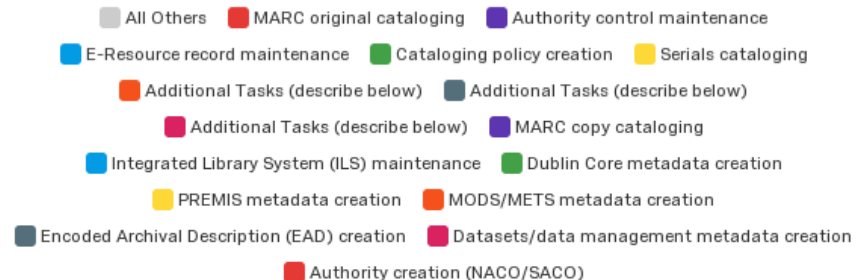 All Others MARC original cataloging Authority control maintenance
E-Resource record maintenance Cataloging policy creation Serials cataloging
Additional Tasks (describe below) Additional Tasks (describe below)
Additional Tasks (describe below) MARC copy cataloging
Integrated Library System (ILS) maintenance Dublin Core metadata creation
PREMIS metadata creation MODS/METS metadata creation
Encoded Archival Description (EAD) creation Datasets/data management metadata creation
Authority creation (NACO/SACO)